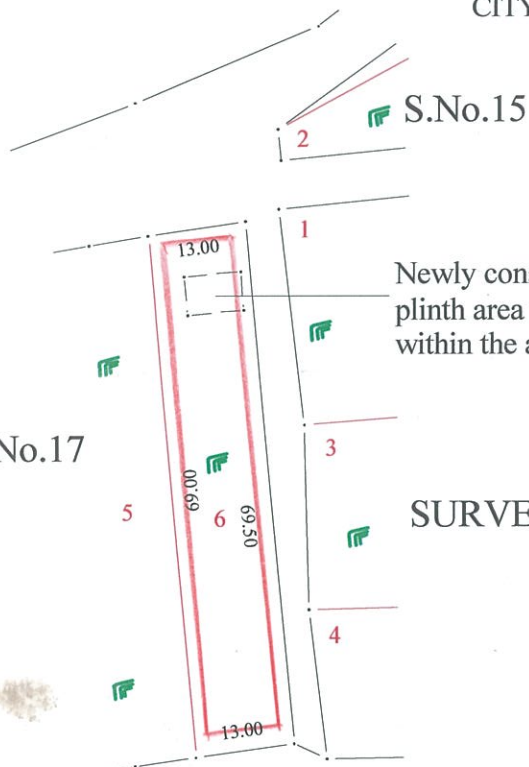 CITY
S.No.15
2
1
13.00
Newly cons
plinth area
within the a
No.17
3
69.00
5
6
69.50
SURVE
4
13.00